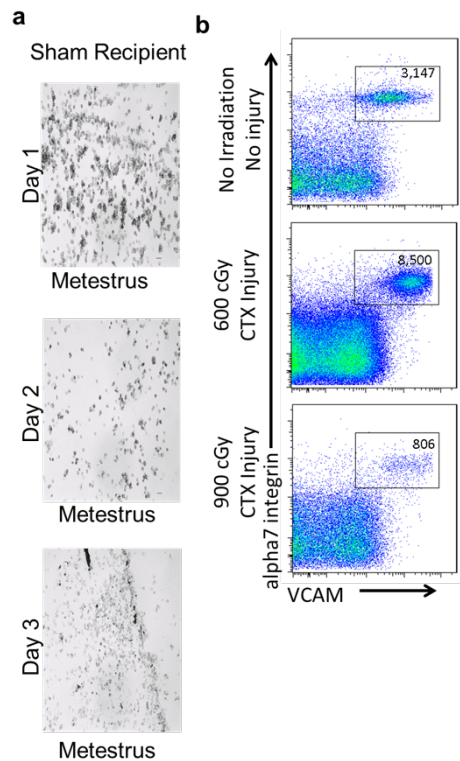 a
Sham Recipient
Day 1
Metestrus
Day 2
Metestrus
Day 3
Metestrus
b
No Irradiation
No Injury
3,147
600 cGy
CTX Injury
8,500
900 cGy
CTX Injury
806
alpha7 integrin
VCAM